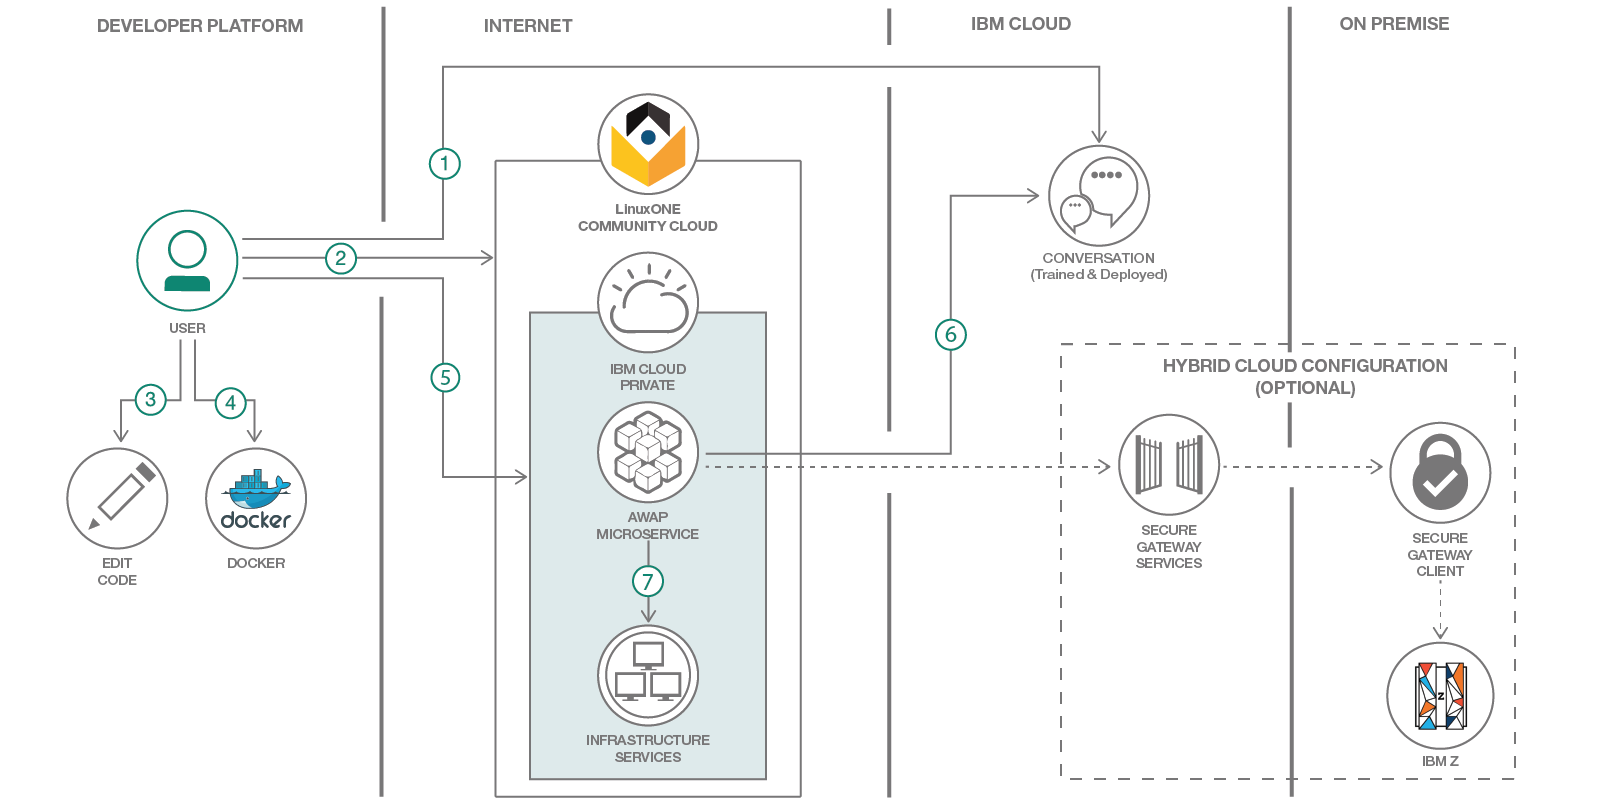 DEVELOPER PLATFORM
INTERNET
IBM CLOUD
ON PREMISE
1
LinuxONE
COMMUNITY CLOUD
2
CONVERSATION
(Trained & Deployed)
USER
6
HYBRID CLOUD CONFIGURATION
(OPTIONAL)
IBM CLOUD
PRIVATE
5
3
4
docker
EDIT
CODE
DOCKER
AWAP
MICROSERVICE
SECURE
GATEWAY
SERVICES
SECURE
GATEWAY
CLIENT
7
Z
INFRASTRUCTURE
SERVICES
IBM Z